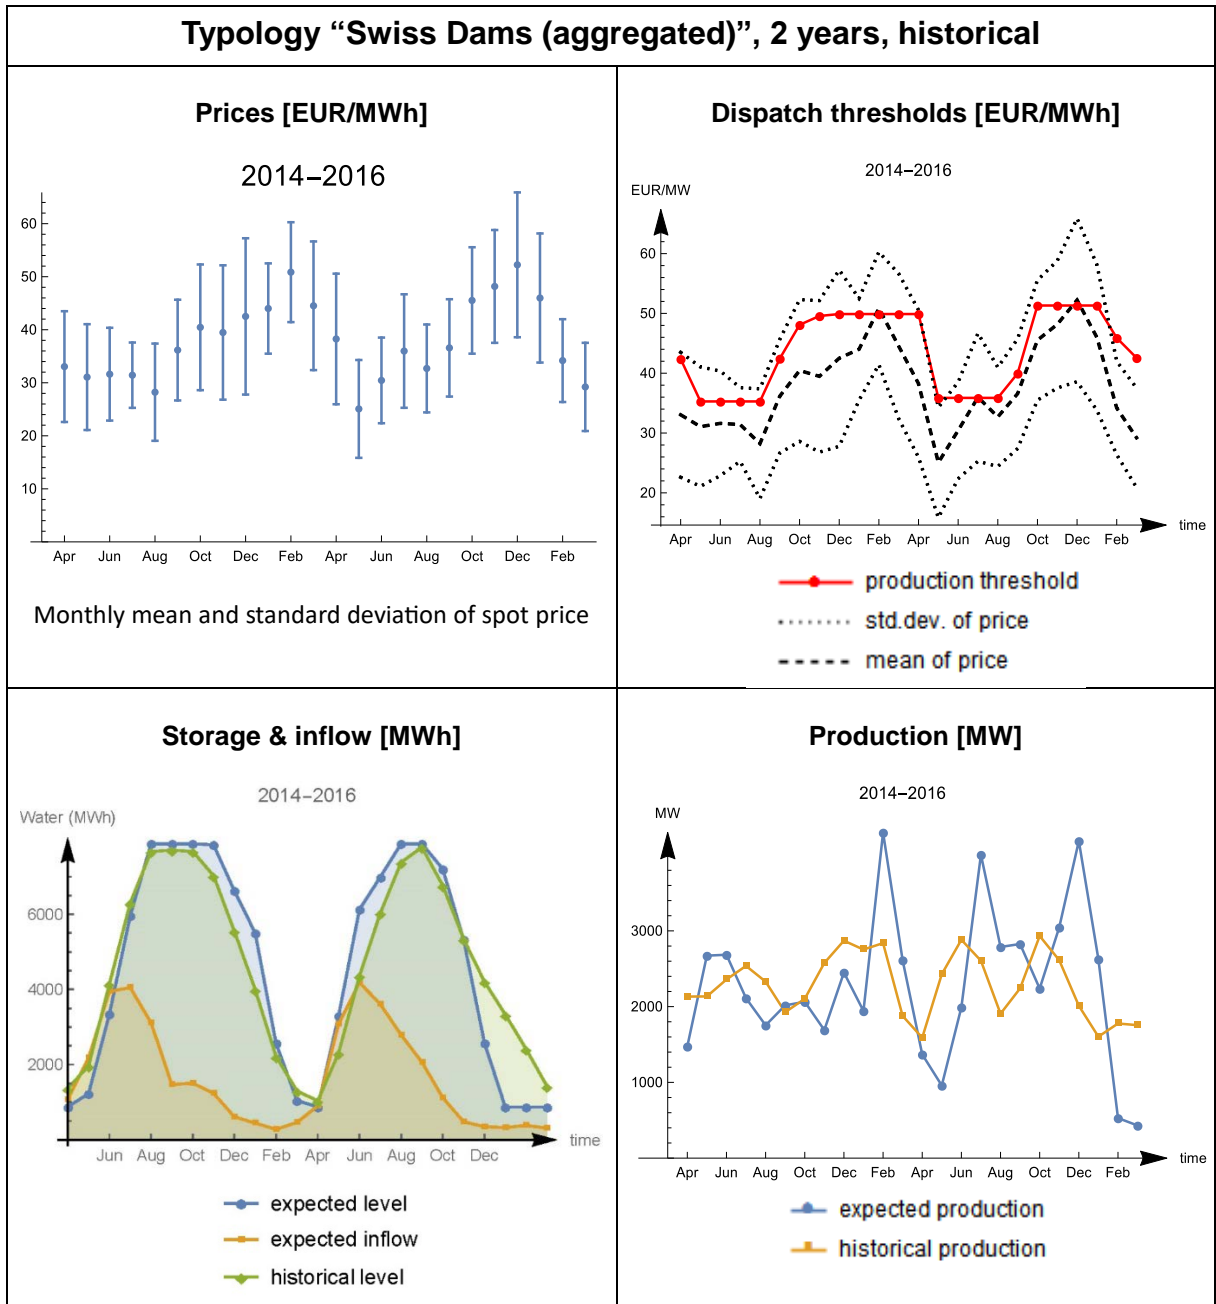 Typology “Swiss Dams (aggregated)”, 2 years, historical
Prices [EUR/MWh]
2014–2016
60
50
40
30
20
10
Apr Jun Aug Oct Dec Feb Apr Jun Aug Oct Dec Feb
Monthly mean and standard deviation of spot price
Dispatch thresholds [EUR/MWh]
2014–2016
EUR/MW
60
50
40
30
20
Apr Jun Aug Oct Dec Feb Apr Jun Aug Oct Dec Feb
time
production threshold
std.dev. of price
mean of price
Storage & inflow [MWh]
2014–2016
Water (MWh)
6000
4000
2000
Jun Aug Oct Dec Feb Apr Jun Aug Oct Dec
time
expected level
expected inflow
historical level
Production [MW]
2014–2016
MW
3000
2000
1000
Apr Jun Aug Oct Dec Feb Apr Jun Aug Oct Dec Feb
time
expected production
historical production